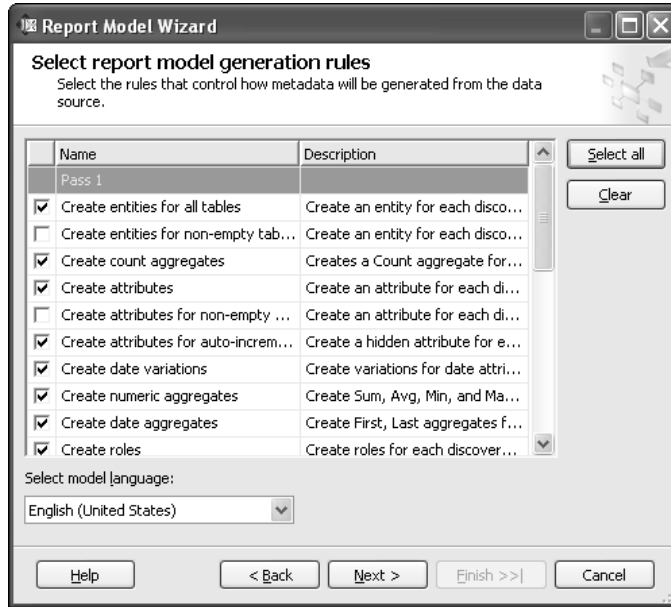 Report Model Wizard
Select report model generation rules
Select the rules that control how metadata will be generated from the data
source.
Name Description
Pass 1
Create entities for all tables Create an entity for each disco...
Create entities for non-empty tab... Create an entity for each disco...
Create count aggregates Creates a Count aggregate for...
Create attributes Create an attribute for each di...
Create attributes for non-empty ... Create an attribute for each di...
Create attributes for auto-increm... Create a hidden attribute for e...
Create date variations Create variations for date attri...
Create numeric aggregates Create Sum, Avg, Min, and Ma...
Create date aggregates Create First, Last aggregates f...
Create roles Create roles for each discover...
Select all
Clear
Select model language:
English (United States)
Help < Back Next > Finish >>| Cancel